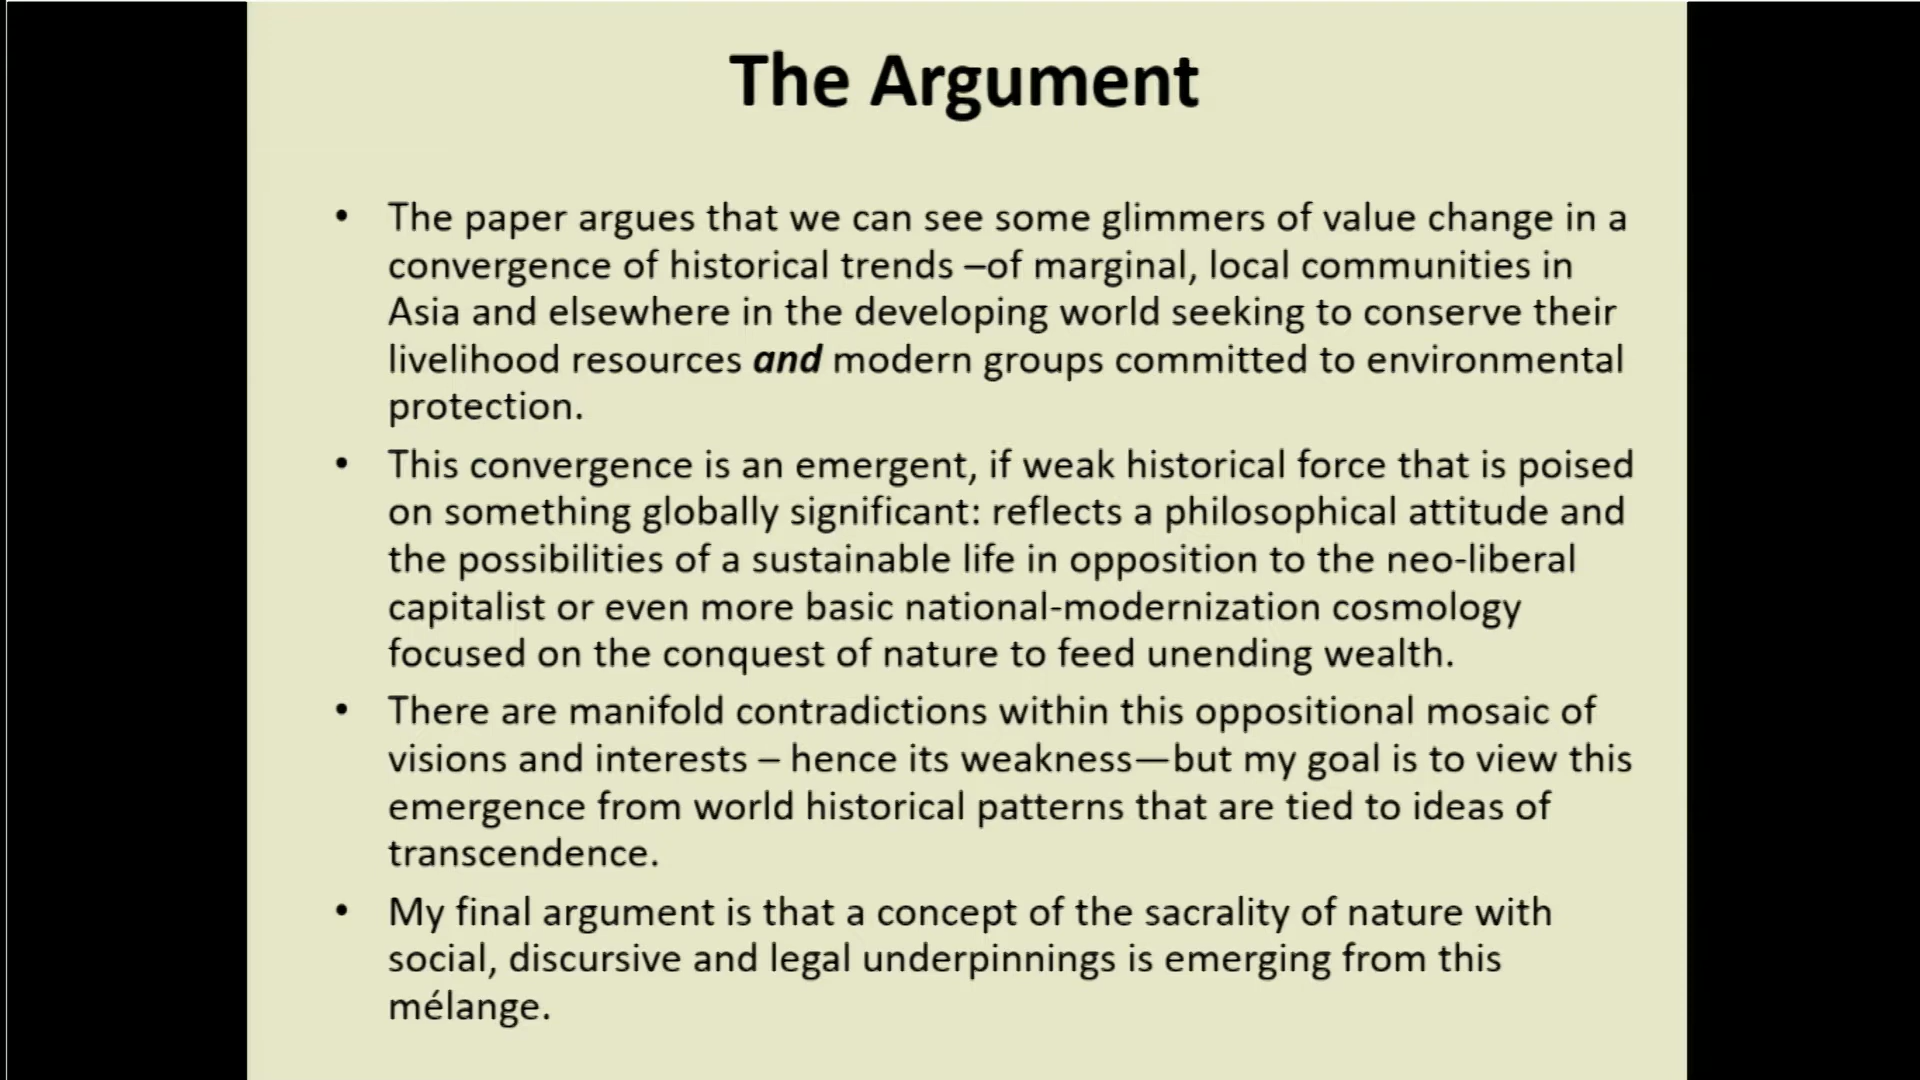 The Argument
• The paper argues that we can see some glimmers of value change in a
convergence of historical trends –of marginal, local communities in
Asia and elsewhere in the developing world seeking to conserve their
livelihood resources and modern groups committed to environmental
protection.
• This convergence is an emergent, if weak historical force that is poised
on something globally significant: reflects a philosophical attitude and
the possibilities of a sustainable life in opposition to the neo-liberal
capitalist or even more basic national-modernization cosmology
focused on the conquest of nature to feed unending wealth.
• There are manifold contradictions within this oppositional mosaic of
visions and interests – hence its weakness—but my goal is to view this
emergence from world historical patterns that are tied to ideas of
transcendence.
• My final argument is that a concept of the sacrality of nature with
social, discursive and legal underpinnings is emerging from this
mélange.